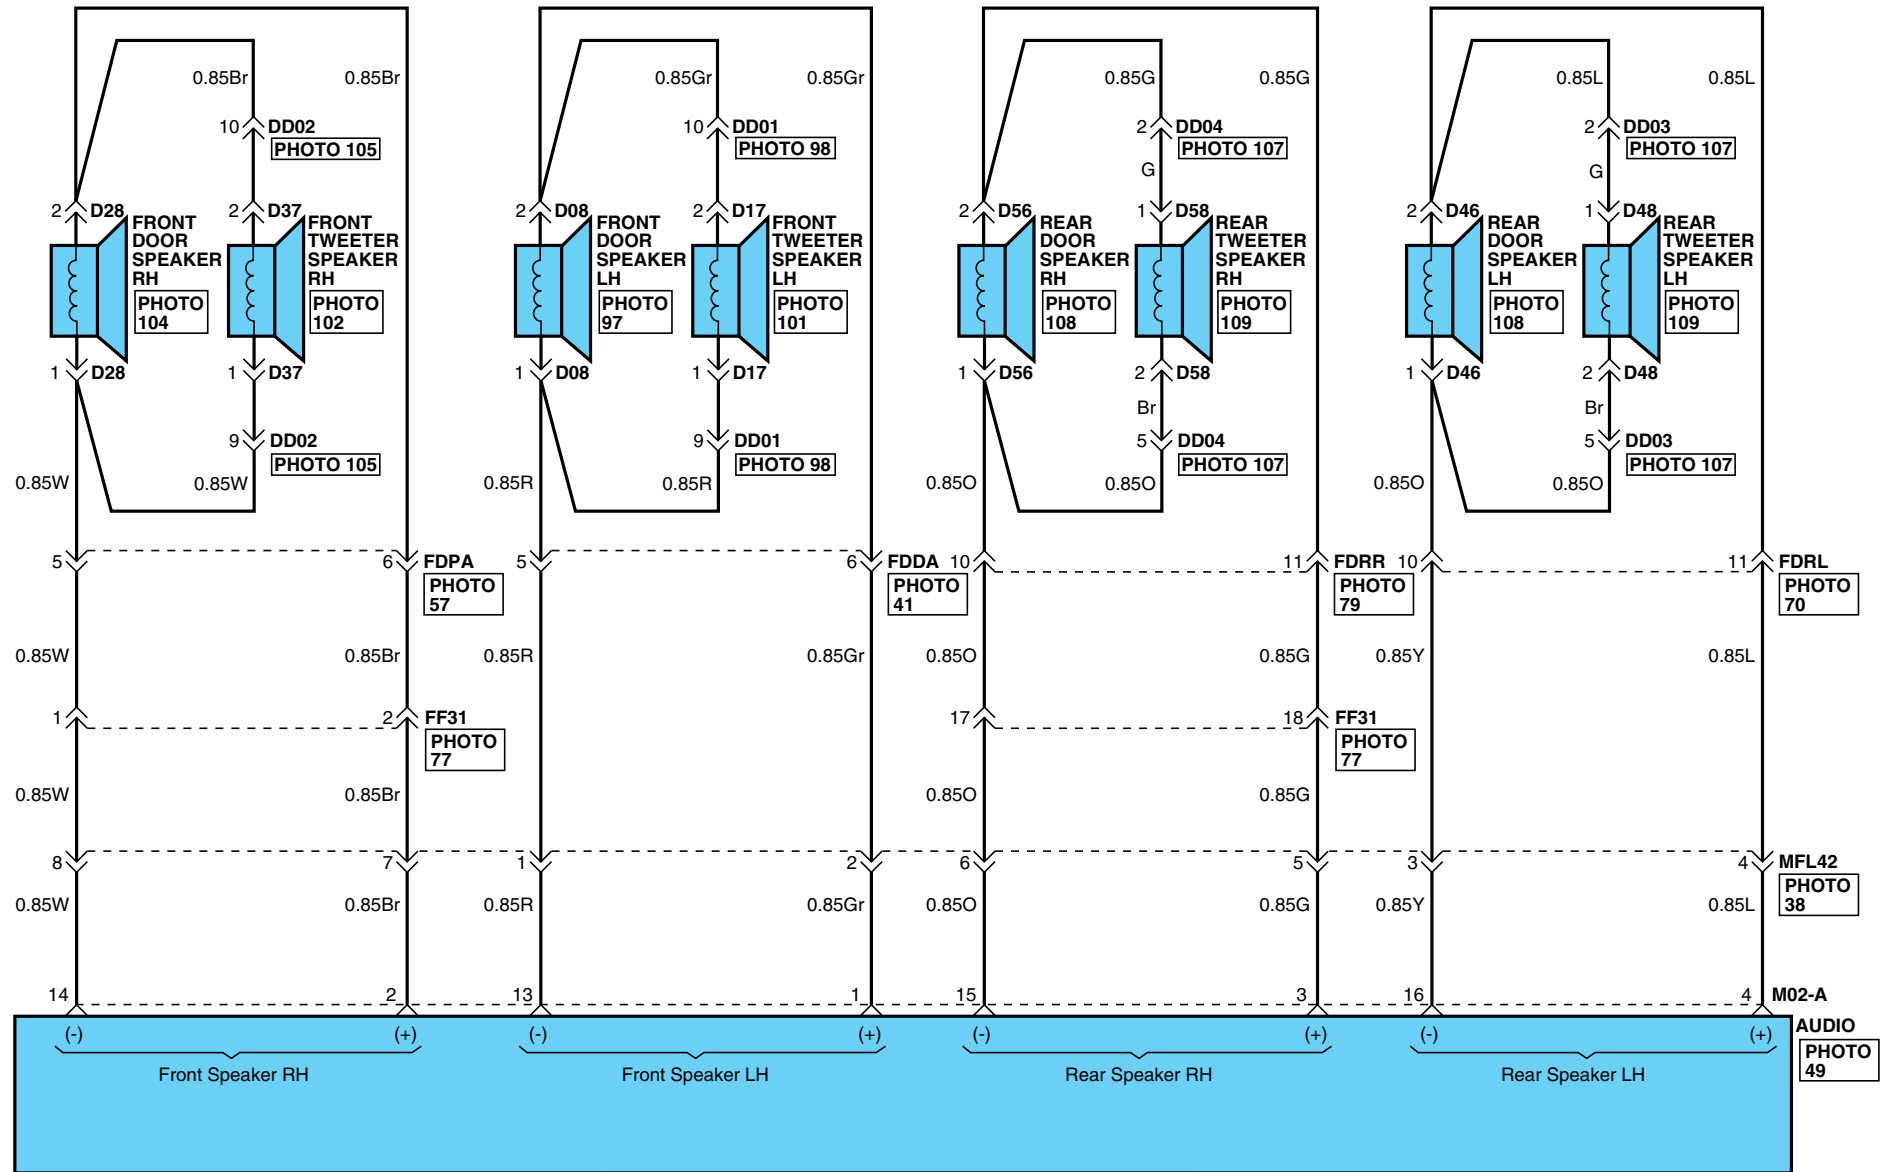 0.85Br 0.85Br 0.85Gr 0.85Gr 0.85G 0.85G 0.85L 0.85L
10 DD02 10 DD01 2 DD04 2 DD03
PHOTO 105 PHOTO 98 PHOTO 107 PHOTO 107
G G
2 D28 2 D37 2 D08 2 D17 2 D56 1 D58 2 D46 1 D48
FRONT DOOR SPEAKER RH
PHOTO 104
FRONT TWEETER SPEAKER RH
PHOTO 102
FRONT DOOR SPEAKER LH
PHOTO 97
FRONT TWEETER SPEAKER LH
PHOTO 101
REAR DOOR SPEAKER RH
PHOTO 108
REAR TWEETER SPEAKER RH
PHOTO 109
REAR DOOR SPEAKER LH
PHOTO 108
REAR TWEETER SPEAKER LH
PHOTO 109
1 D28 1 D37 1 D08 1 D17 1 D56 2 D58 1 D46 2 D48
Br Br
9 DD02 9 DD01 5 DD04 5 DD03
PHOTO 105 PHOTO 98 PHOTO 107 PHOTO 107
0.85W 0.85W 0.85R 0.85R 0.85O 0.85O 0.85O 0.85O
5 6 FDPA 5 6 FDDA 10 11 FDRR 10 11 FDRL
PHOTO 57 PHOTO 41 PHOTO 79 PHOTO 70
0.85W 0.85Br 0.85R 0.85Gr 0.85O 0.85G 0.85Y 0.85L
1 2 FF31 17 18 FF31
PHOTO 77 PHOTO 77
0.85W 0.85Br 0.85O 0.85G
8 7 1 2 6 5 3 4 MFL42
PHOTO 38
0.85W 0.85Br 0.85R 0.85Gr 0.85O 0.85G 0.85Y 0.85L
14 2 13 1 15 3 16 4 M02-A
(-) (+) (-) (+) (-) (+) (-) (+) AUDIO
PHOTO 49
Front Speaker RH Front Speaker LH Rear Speaker RH Rear Speaker LH